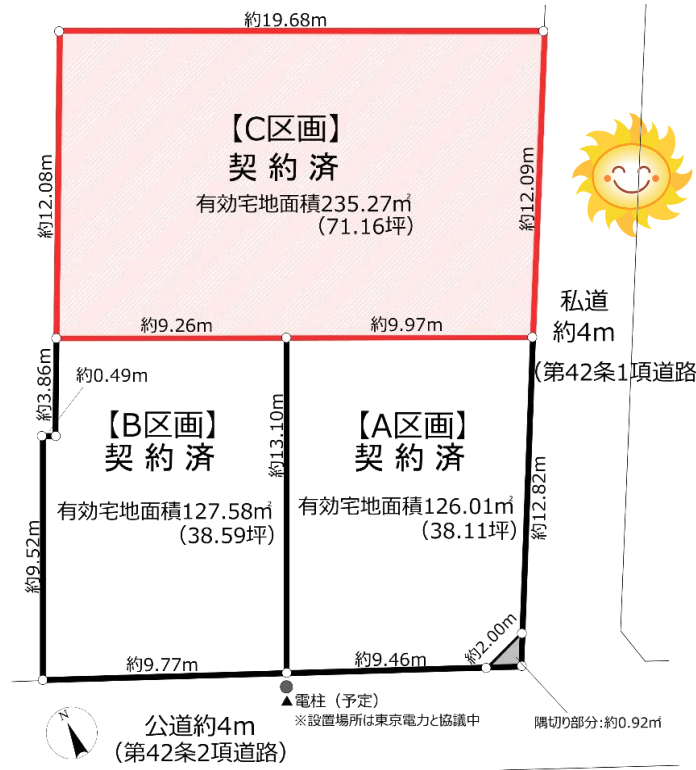 約19.68m
【C区画】
契約済
有効宅地面積235.27㎡
(71.16坪)
約12.08m
約12.09m
約9.26m
約9.97m
私道
約4m
(第42条1項道路
約3.86m
約0.49m
約13.10m
【B区画】
契約済
有効宅地面積127.58㎡
(38.59坪)
【A区画】
契約済
有効宅地面積126.01㎡
(38.11坪)
約9.52m
約12.82m
約2.00m
約9.77m
約9.46m
▲電柱（予定）
※設置場所は東京電力と協議中
隅切り部分:約0.92㎡
N
公道約4m
(第42条2項道路)